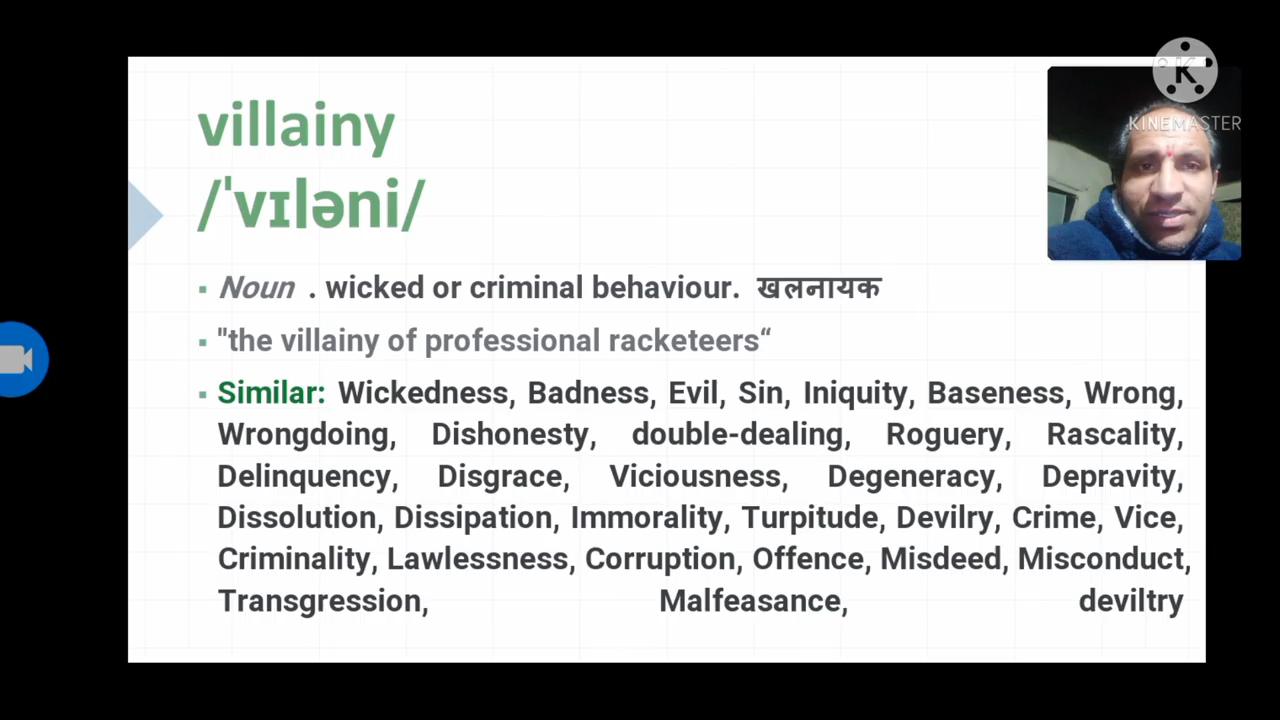 K
KINEMASTER
villainy
/ˈvɪləni/
▪ Noun . wicked or criminal behaviour. खलनायक
▪ "the villainy of professional racketeers“
▪ Similar: Wickedness, Badness, Evil, Sin, Iniquity, Baseness, Wrong,
Wrongdoing, Dishonesty, double-dealing, Roguery, Rascality,
Delinquency, Disgrace, Viciousness, Degeneracy, Depravity,
Dissolution, Dissipation, Immorality, Turpitude, Devilry, Crime, Vice,
Criminality, Lawlessness, Corruption, Offence, Misdeed, Misconduct,
Transgression, Malfeasance, deviltry